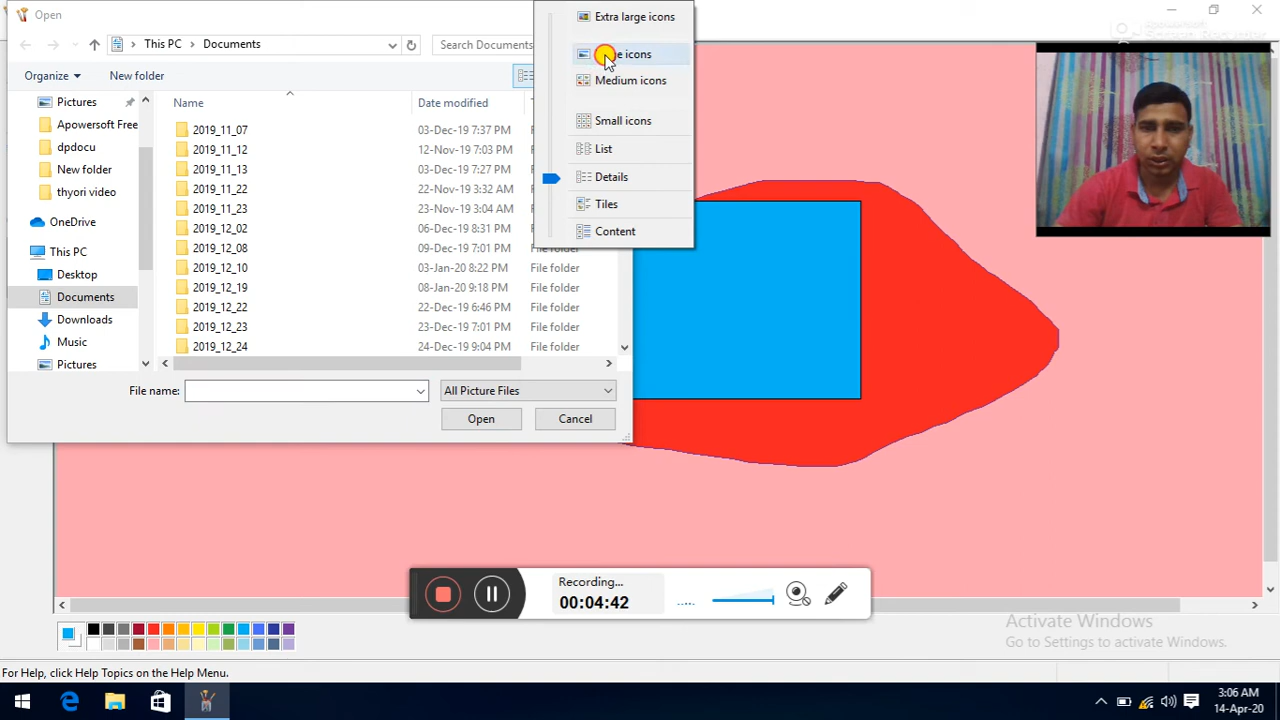 Open
Extra large icons
This PC
Documents
Search Documents
e icons
Organize
New folder
Medium icons
Pictures
Name
Date modified
Apowersoft Free
dpdocu
New folder
thyori video
OneDrive
This PC
Desktop
Documents
Downloads
Music
Pictures
2019_11_07
03-Dec-19 7:37 PM
2019_11_12
12-Nov-19 7:03 PM
2019_11_13
03-Dec-19 7:27 PM
2019_11_22
22-Nov-19 3:32 AM
2019_11_23
23-Nov-19 3:04 AM
2019_12_02
06-Dec-19 8:31 PM
2019_12_08
09-Dec-19 7:01 PM
File folder
2019_12_10
03-Jan-20 8:22 PM
File folder
2019_12_19
08-Jan-20 9:18 PM
File folder
2019_12_22
22-Dec-19 6:46 PM
File folder
2019_12_23
23-Dec-19 7:01 PM
File folder
2019_12_24
24-Dec-19 9:04 PM
File folder
Small icons
List
Details
Tiles
Content
File name:
All Picture Files
Open
Cancel
Apowersoft
Screen Recorder
Recording...
00:04:42
Activate Windows
Go to Settings to activate Windows.
For Help, click Help Topics on the Help Menu.
3:06 AM
14-Apr-20